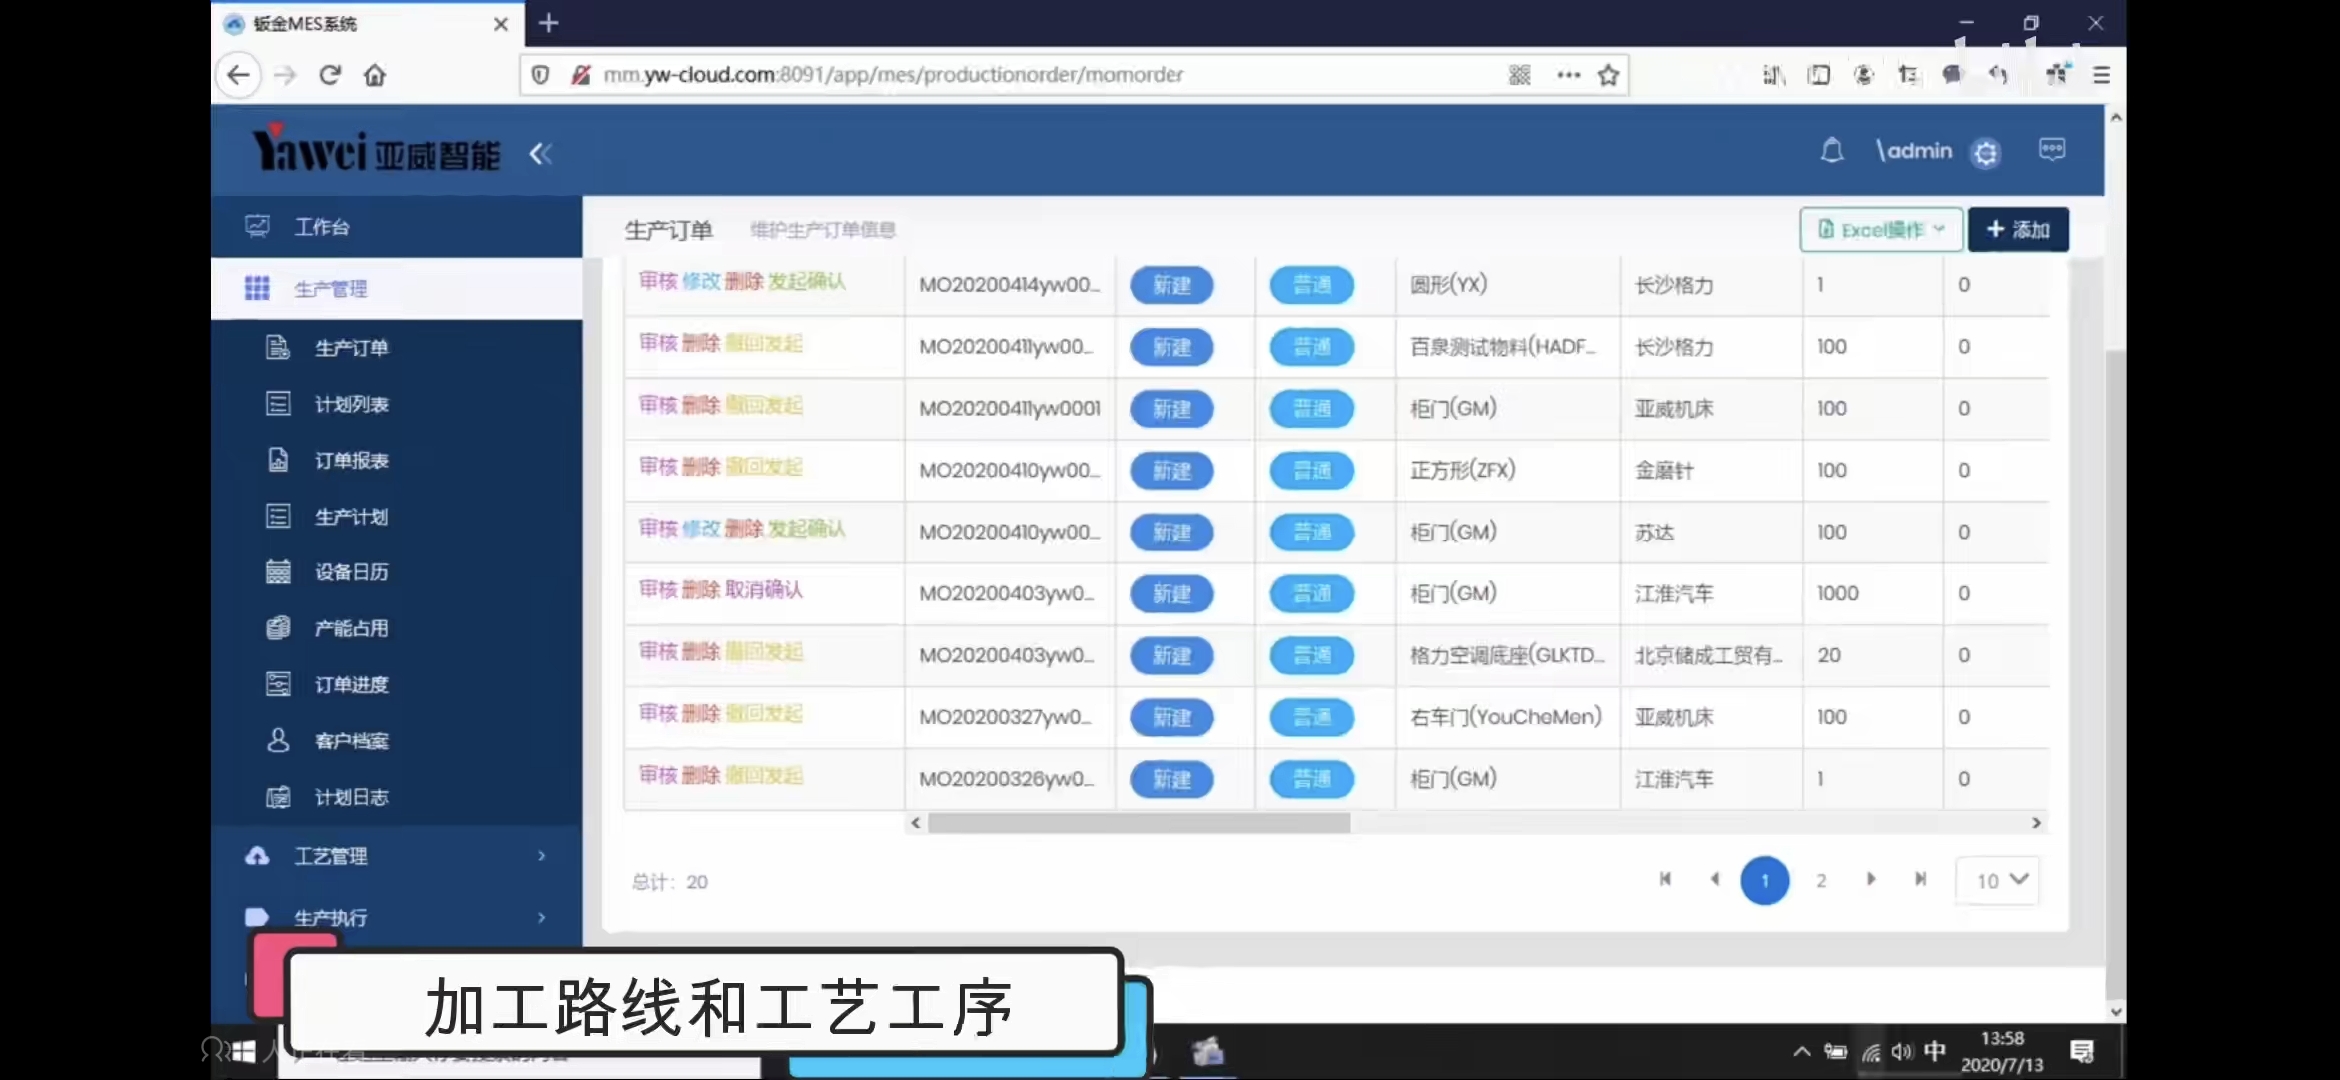 钣金MES系统
mm.yw-cloud.com:8091/app/mes/productionorder/momorder
Yawei 亚威智能
\admin
工作台
生产管理
生产订单
计划列表
订单报表
生产计划
设备日历
产能占用
订单进度
客户档案
计划日志
工艺管理
生产执行
生产订单 维护生产订单信息 Excel操作 + 添加
审核 修改 删除 发起确认 MO20200414yw00... 新建 普通 圆形(YX) 长沙格力 1 0
审核 删除 撤回发起 MO20200411yw00... 新建 普通 百泉测试物料(HADF... 长沙格力 100 0
审核 删除 撤回发起 MO20200411yw0001 新建 普通 柜门(GM) 亚威机床 100 0
审核 删除 撤回发起 MO20200410yw00... 新建 普通 正方形(ZFX) 金磨针 100 0
审核 修改 删除 发起确认 MO20200410yw00... 新建 普通 柜门(GM) 苏达 100 0
审核 删除 取消确认 MO20200403yw0... 新建 普通 柜门(GM) 江淮汽车 1000 0
审核 删除 撤回发起 MO20200403yw0... 新建 普通 格力空调底座(GLKTD... 北京储成工贸有... 20 0
审核 删除 撤回发起 MO20200327yw0... 新建 普通 右车门(YouCheMen) 亚威机床 100 0
审核 删除 撤回发起 MO20200326yw0... 新建 普通 柜门(GM) 江淮汽车 1 0
总计: 20
1 2 10
加工路线和工艺工序
中
13:58
2020/7/13